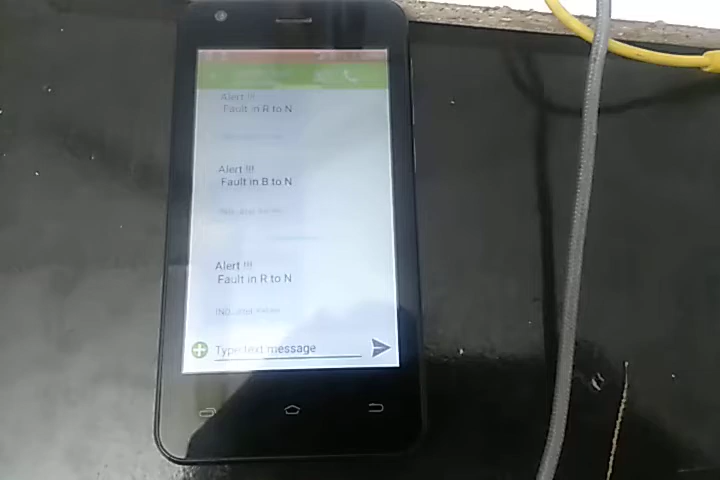 Alert !!!
Fault in R to N
Alert !!!
Fault in B to N
Alert !!!
Fault in R to N
Type text message